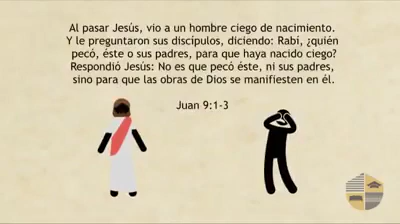 Al pasar Jesús, vio a un hombre ciego de nacimiento.
Y le preguntaron sus discípulos, diciendo: Rabí, ¿quién
pecó, éste o sus padres, para que haya nacido ciego?
Respondió Jesús: No es que pecó éste, ni sus padres,
sino para que las obras de Dios se manifiesten en él.
Juan 9:1-3